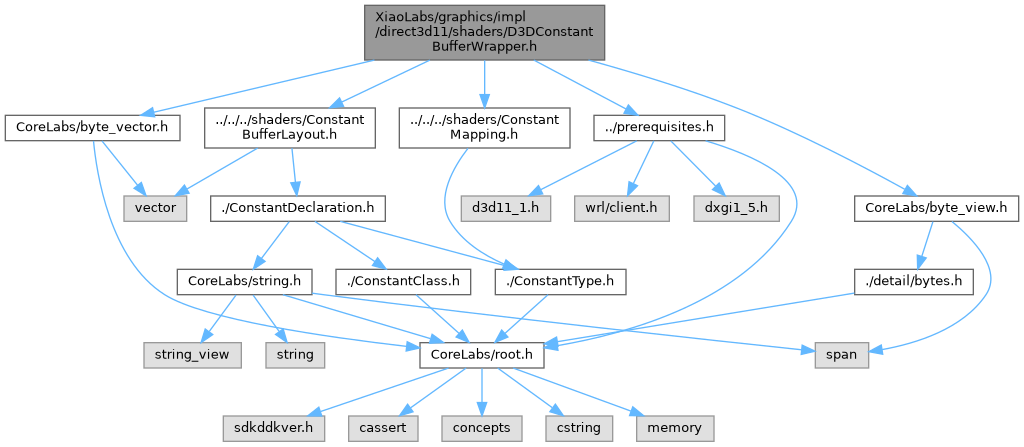 XiaoLabs/graphics/impl
/direct3d11/shaders/D3DConstant
BufferWrapper.h
CoreLabs/byte_vector.h
../../../shaders/Constant
BufferLayout.h
../../../shaders/Constant
Mapping.h
../prerequisites.h
vector
./ConstantDeclaration.h
d3d11_1.h
wrl/client.h
dxgi1_5.h
CoreLabs/byte_view.h
CoreLabs/string.h
./ConstantClass.h
./ConstantType.h
./detail/bytes.h
string_view
string
CoreLabs/root.h
span
sdkddkver.h
cassert
concepts
cstring
memory